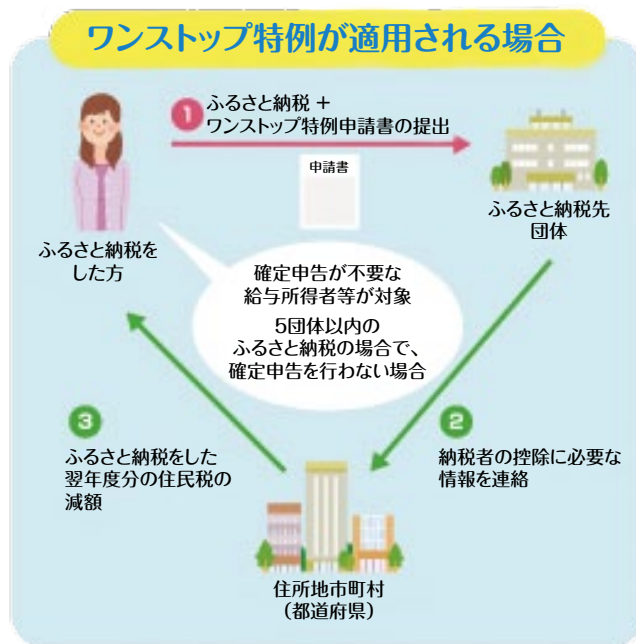 ワンストップ特例が適用される場合
1 ふるさと納税 +
ワンストップ特例申請書の提出
申請書
ふるさと納税を
した方
ふるさと納税先
団体
確定申告が不要な
給与所得者等が対象
5団体以内の
ふるさと納税の場合で、
確定申告を行わない場合
2
納税者の控除に必要な
情報を連絡
3
ふるさと納税をした
翌年度分の住民税の
減額
住所地市町村
（都道府県）